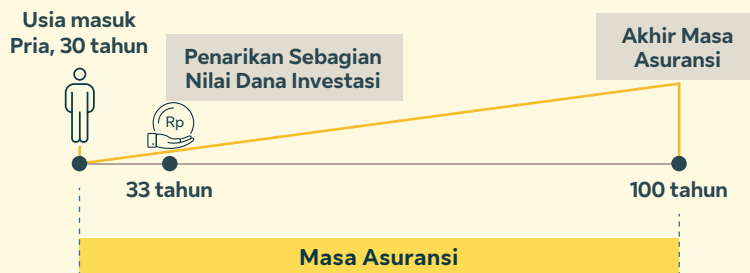 Usia masuk
Pria, 30 tahun
Penarikan Sebagian
Nilai Dana Investasi
Akhir Masa
Asuransi
Rp
33 tahun
100 tahun
Masa Asuransi